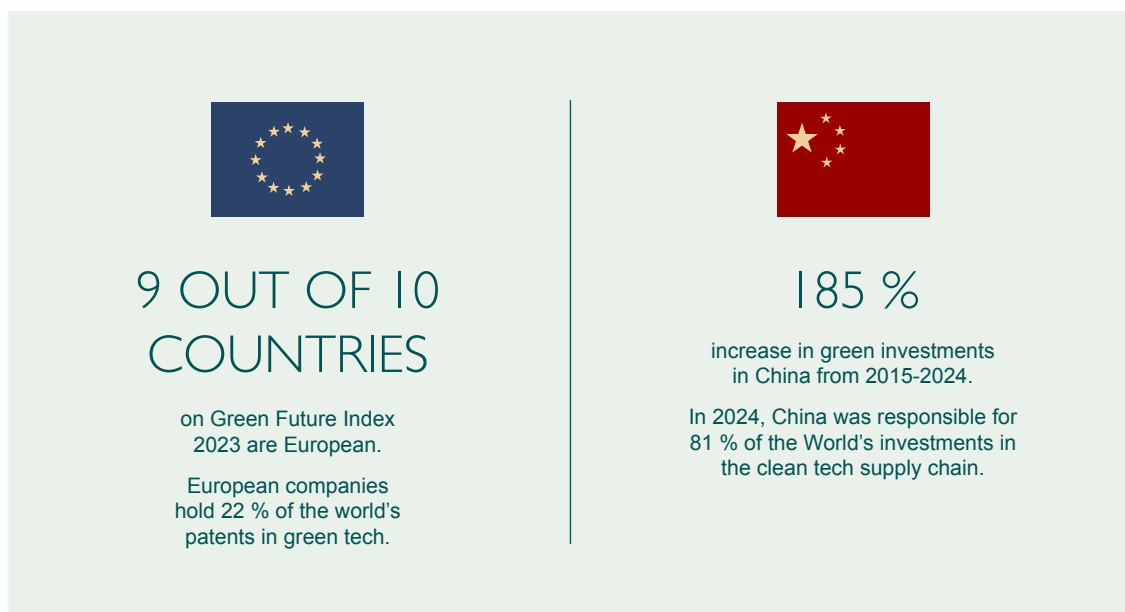 9 OUT OF 10
COUNTRIES
on Green Future Index
2023 are European.
European companies
hold 22 % of the world's
patents in green tech.
185 %
increase in green investments
in China from 2015-2024.
In 2024, China was responsible for
81 % of the World's investments in
the clean tech supply chain.